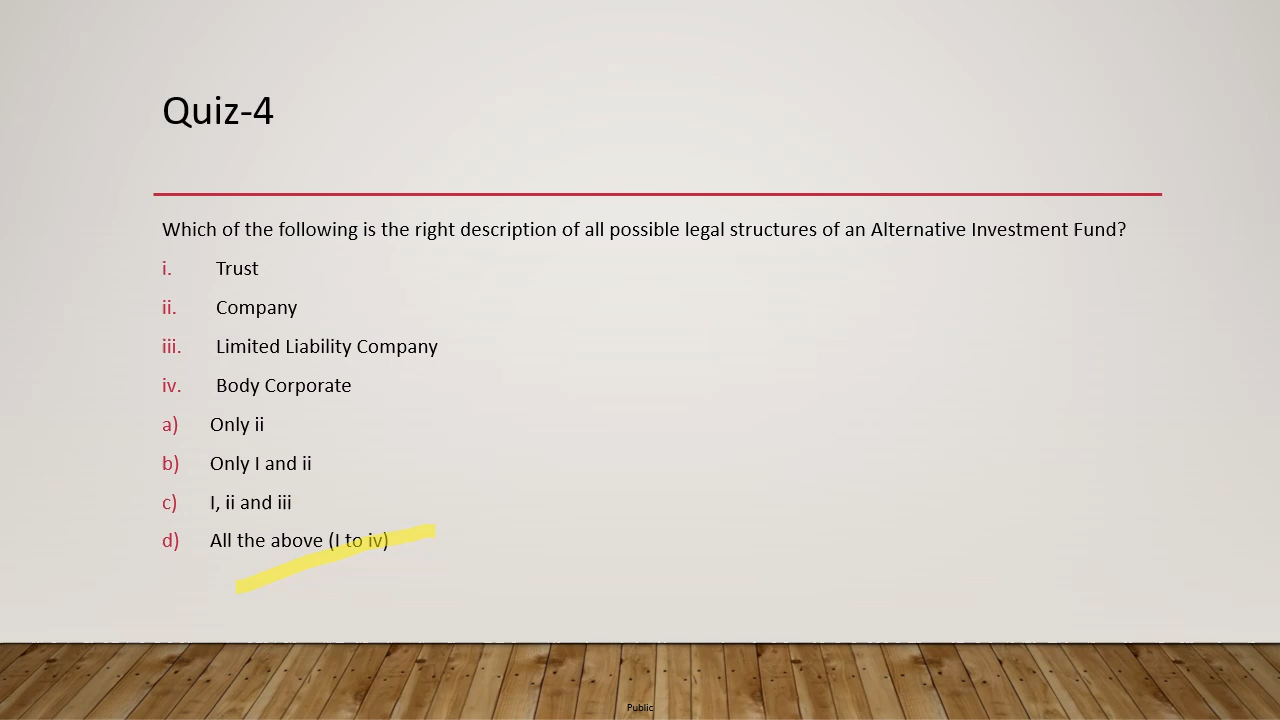 Quiz-4
Which of the following is the right description of all possible legal structures of an Alternative Investment Fund?
i. Trust
ii. Company
iii. Limited Liability Company
iv. Body Corporate
a) Only ii
b) Only I and ii
c) I, ii and iii
d) All the above (I to iv)
Public